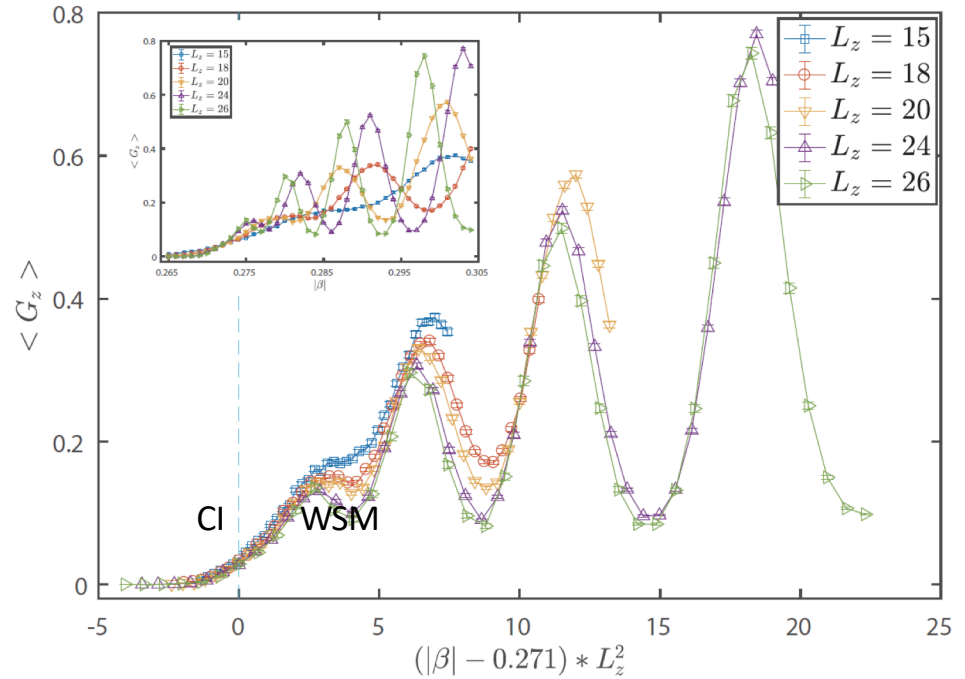 0.8
0.6
0.4
0.2
0
< G_z >
-5 0 5 10 15 20 25
(|β| − 0.271) * L_z^2
L_z = 15
L_z = 18
L_z = 20
L_z = 24
L_z = 26
CI WSM
0.8
0.6
0.4
0.2
0
< G_z >
0.265 0.275 0.285 0.295 0.305
|β|
L_z = 15
L_z = 18
L_z = 20
L_z = 24
L_z = 26